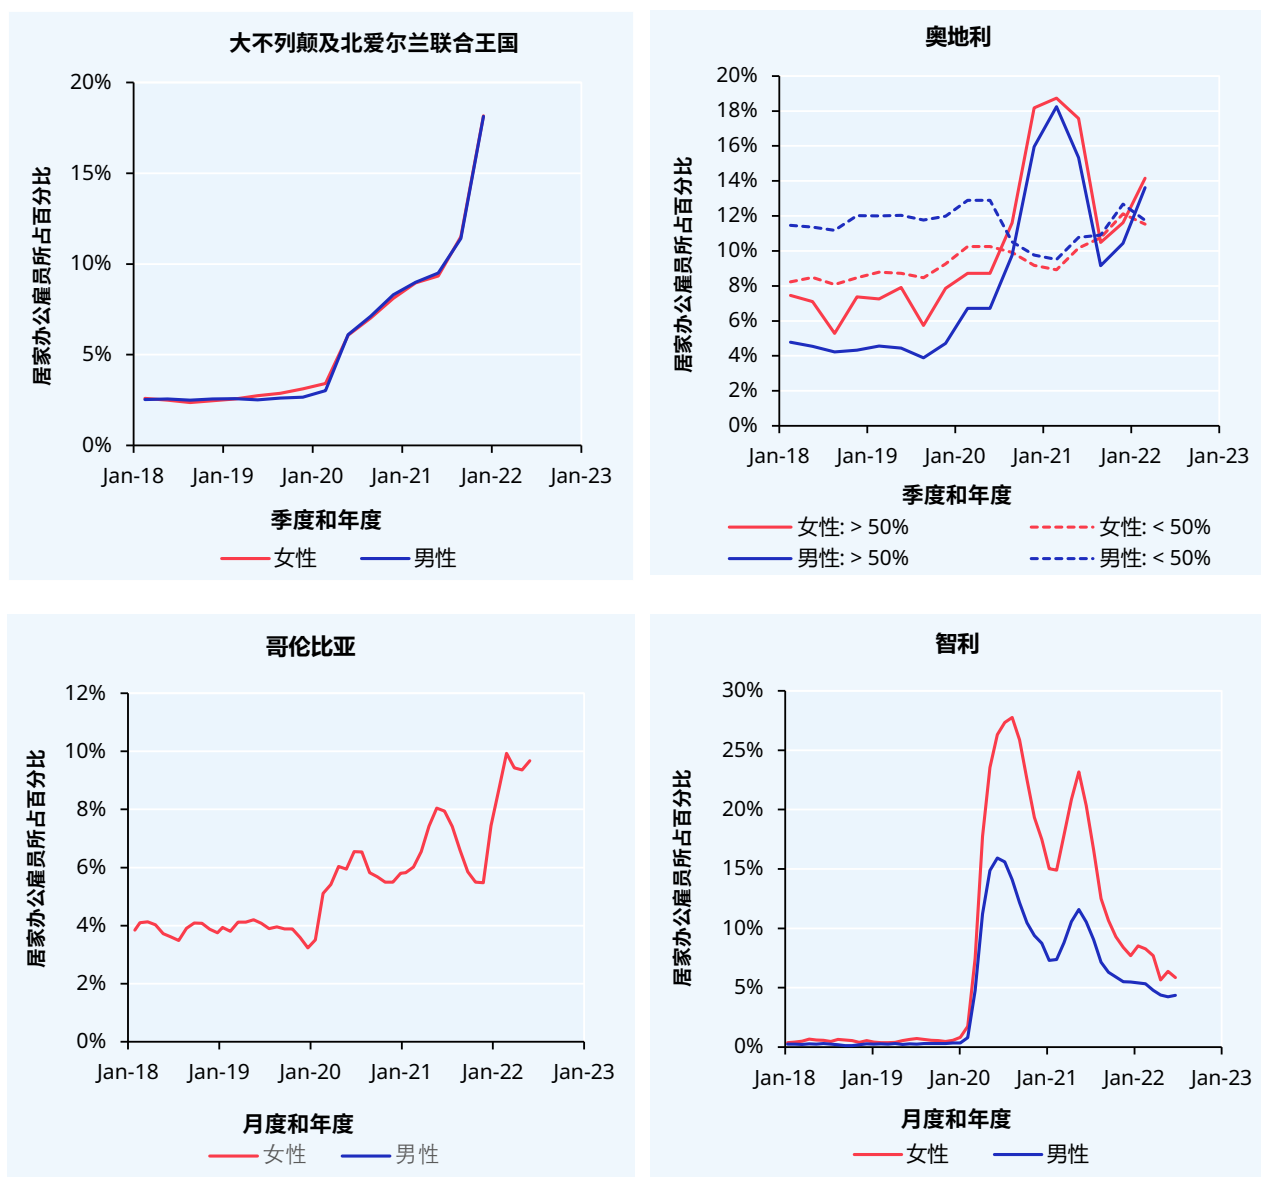 大不列颠及北爱尔兰联合王国
20%
15%
10%
5%
0%
居家办公雇员所占百分比
Jan-18 Jan-19 Jan-20 Jan-21 Jan-22 Jan-23
季度和年度
女性 男性
奥地利
20%
18%
16%
14%
12%
10%
8%
6%
4%
2%
0%
居家办公雇员所占百分比
Jan-18 Jan-19 Jan-20 Jan-21 Jan-22 Jan-23
季度和年度
女性: > 50% 女性: < 50%
男性: > 50% 男性: < 50%
哥伦比亚
12%
10%
8%
6%
4%
2%
0%
居家办公雇员所占百分比
Jan-18 Jan-19 Jan-20 Jan-21 Jan-22 Jan-23
月度和年度
女性 男性
智利
30%
25%
20%
15%
10%
5%
0%
居家办公雇员所占百分比
Jan-18 Jan-19 Jan-20 Jan-21 Jan-22 Jan-23
月度和年度
女性 男性